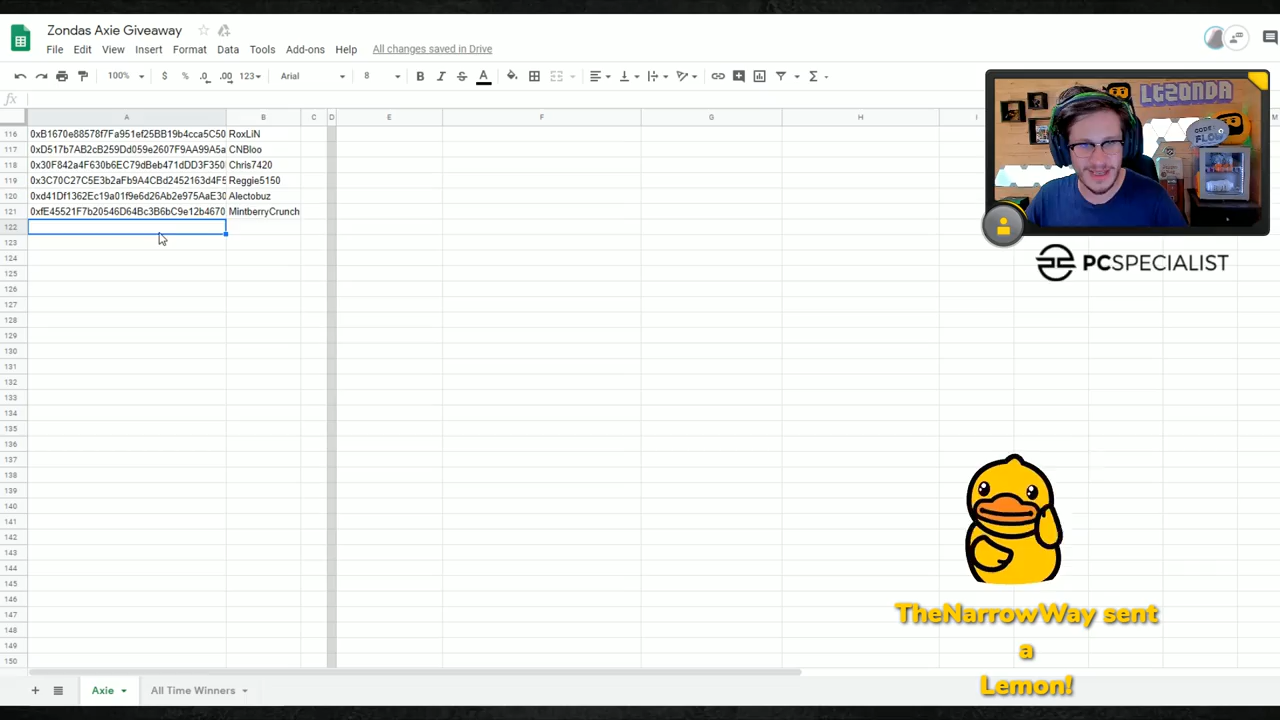 Zondas Axie Giveaway
File Edit View Insert Format Data Tools Add-ons Help All changes saved in Drive
100% $ % .0 .00 123 Arial 8 B I S A
fx
A B C D E F G H I M
116 0xB1670e88578f7Fa951ef25BB19b4cca5C50 RoxLiN
117 0xD517b7AB2cB259Dd059e2607F9AA99A5a CNBloo
118 0x30F842a4F630b6EC79dBeb471dDD3F350 Chris7420
119 0x3C70C27C5E3b2aFb9A4CBd2452163d4F5 Reggie5150
120 0xd41Df1362Ec19a01f9e6d26Ab2e975AaE30 Alectobuz
121 0xfE45521F7b20546D64Bc3B6bC9e12b4670 MintberryCrunch
122
123
124
125
126
127
128
129
130
131
132
133
134
135
136
137
138
139
140
141
142
143
144
145
146
147
148
149
150
LTZONDA
CODE
FLOW
PCSPECIALIST
TheNarrowWay sent
a
Lemon!
Axie All Time Winners